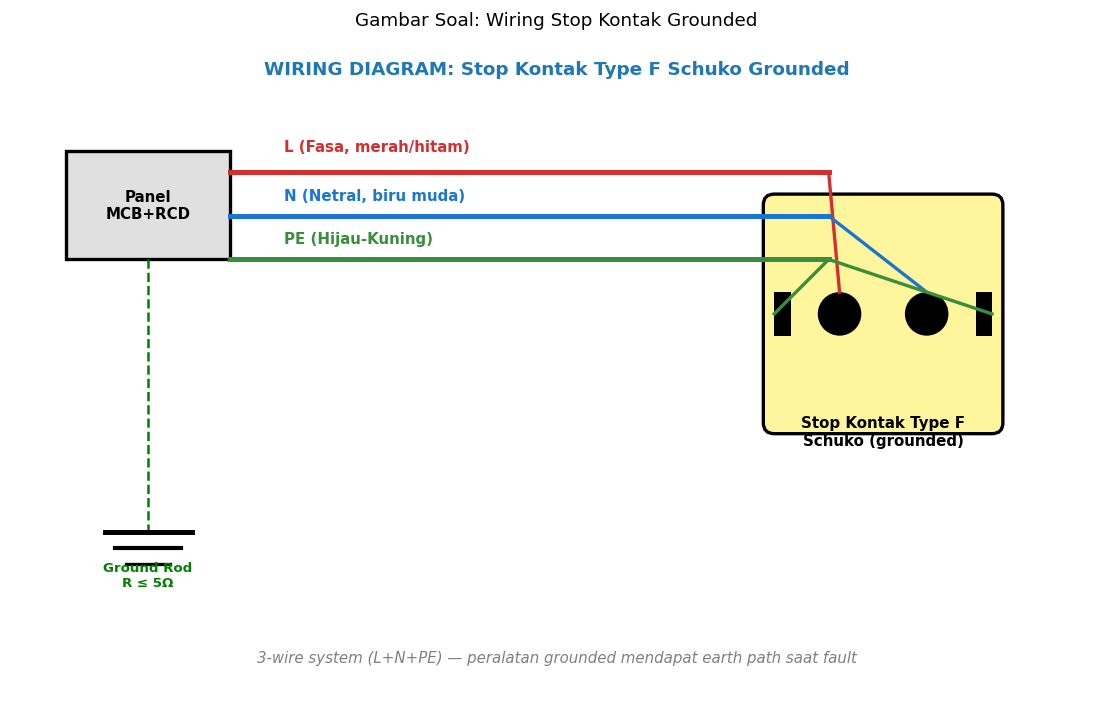 Gambar Soal: Wiring Stop Kontak Grounded
WIRING DIAGRAM: Stop Kontak Type F Schuko Grounded
L (Fasa, merah/hitam)
N (Netral, biru muda)
PE (Hijau-Kuning)
Panel
MCB+RCD
Stop Kontak Type F
Schuko (grounded)
Ground Rod
R ≤ 5Ω
3-wire system (L+N+PE) — peralatan grounded mendapat earth path saat fault